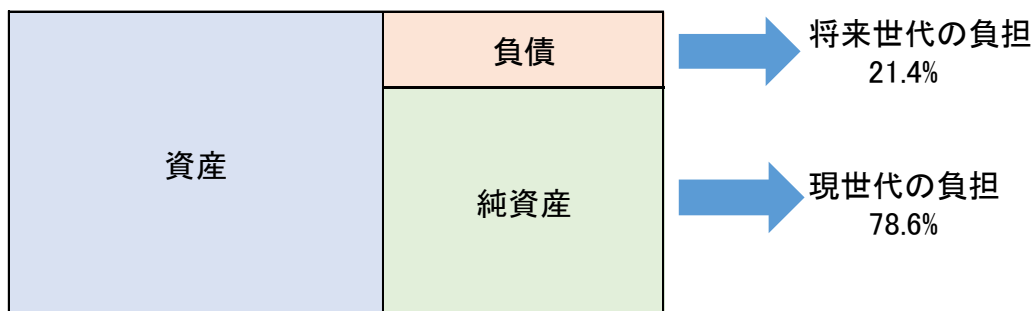 資産
負債
将来世代の負担
21.4%
純資産
現世代の負担
78.6%